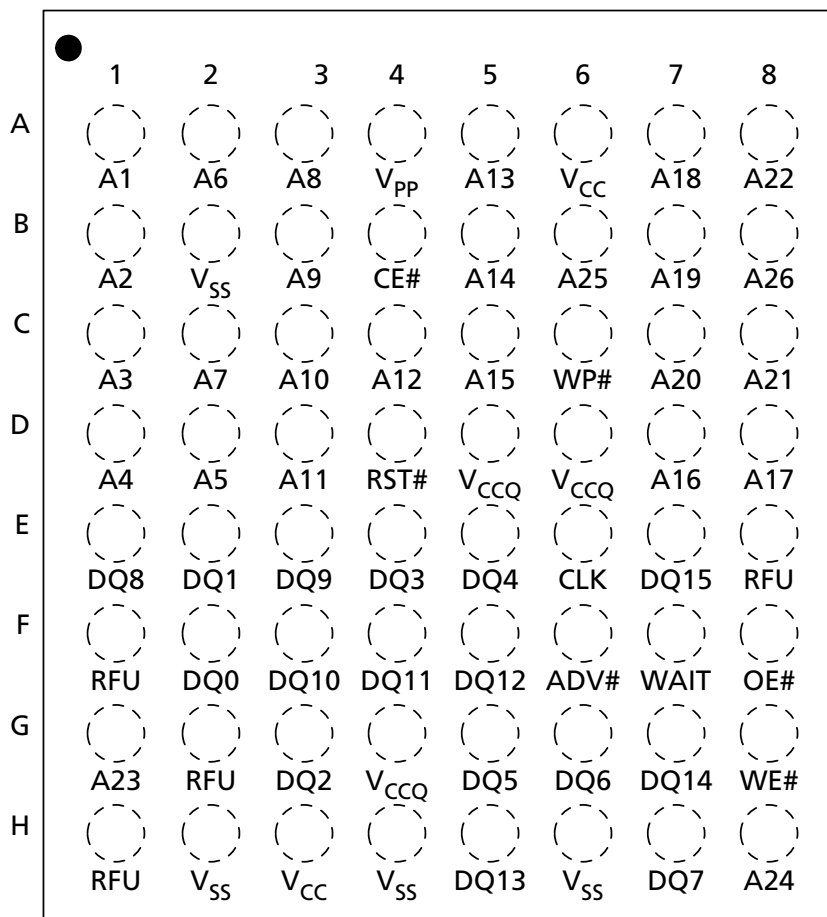 1 2 3 4 5 6 7 8
A
A1 A6 A8 VPP A13 VCC A18 A22
B
A2 VSS A9 CE# A14 A25 A19 A26
C
A3 A7 A10 A12 A15 WP# A20 A21
D
A4 A5 A11 RST# VCCQ VCCQ A16 A17
E
DQ8 DQ1 DQ9 DQ3 DQ4 CLK DQ15 RFU
F
RFU DQ0 DQ10 DQ11 DQ12 ADV# WAIT OE#
G
A23 RFU DQ2 VCCQ DQ5 DQ6 DQ14 WE#
H
RFU VSS VCC VSS DQ13 VSS DQ7 A24